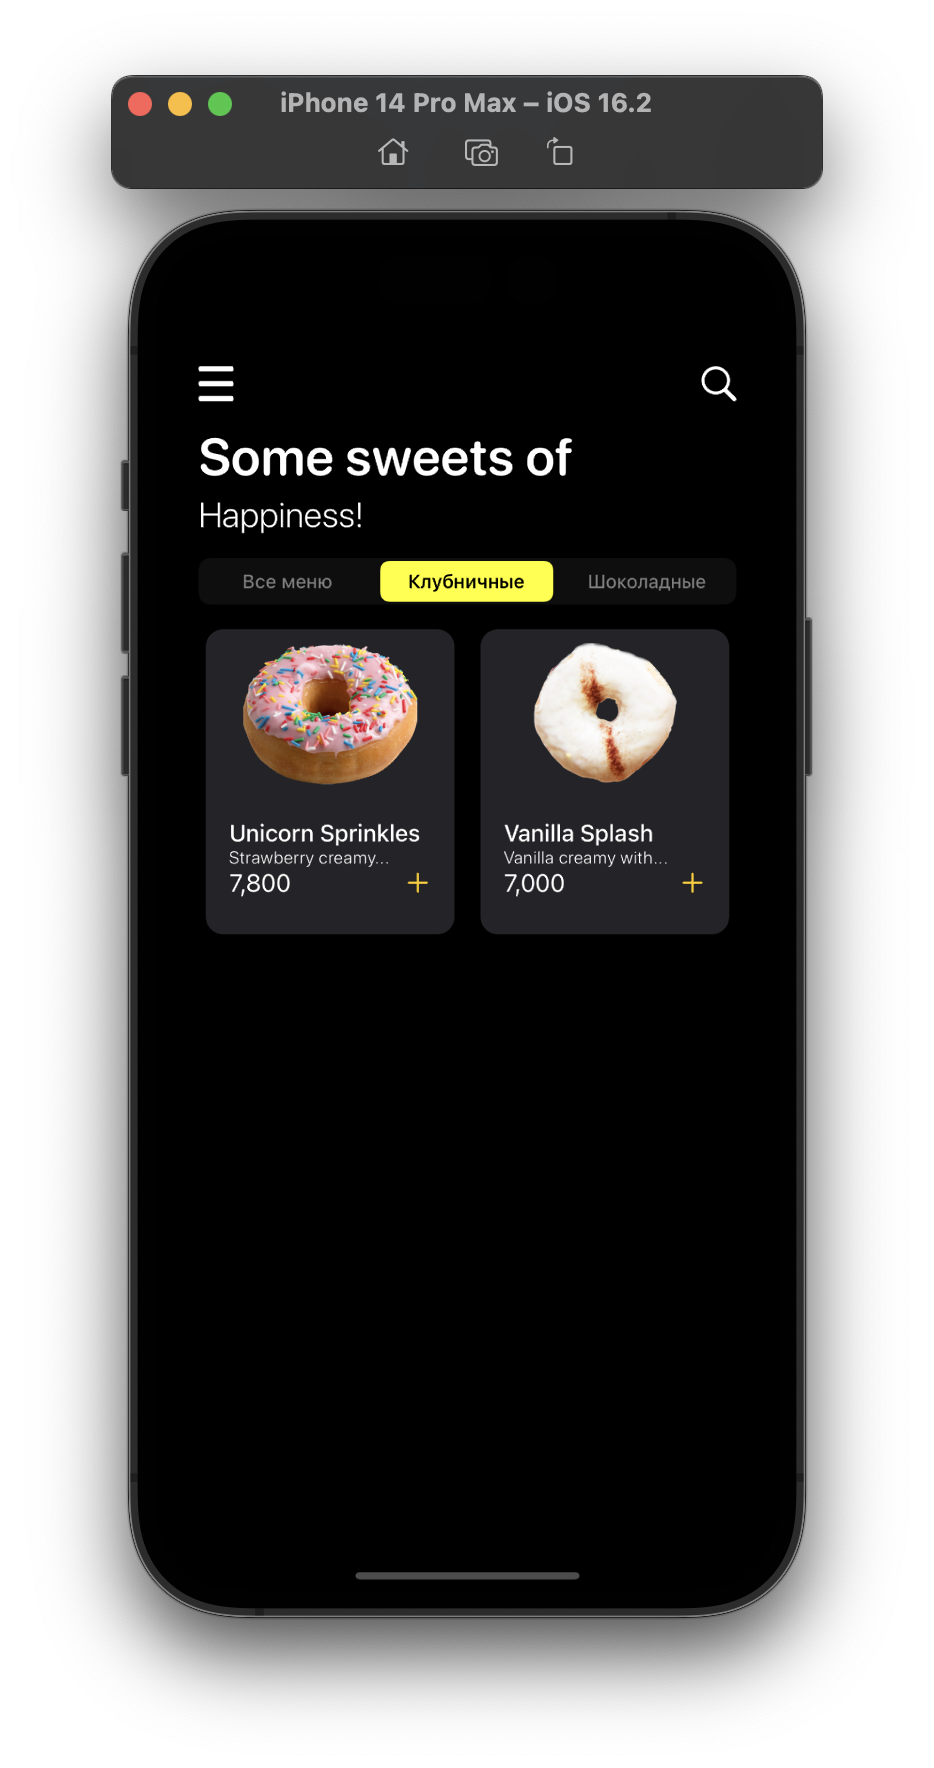 iPhone 14 Pro Max – iOS 16.2
Some sweets of
Happiness!
Все меню Клубничные Шоколадные
Unicorn Sprinkles
Strawberry creamy...
7,800 +
Vanilla Splash
Vanilla creamy with...
7,000 +